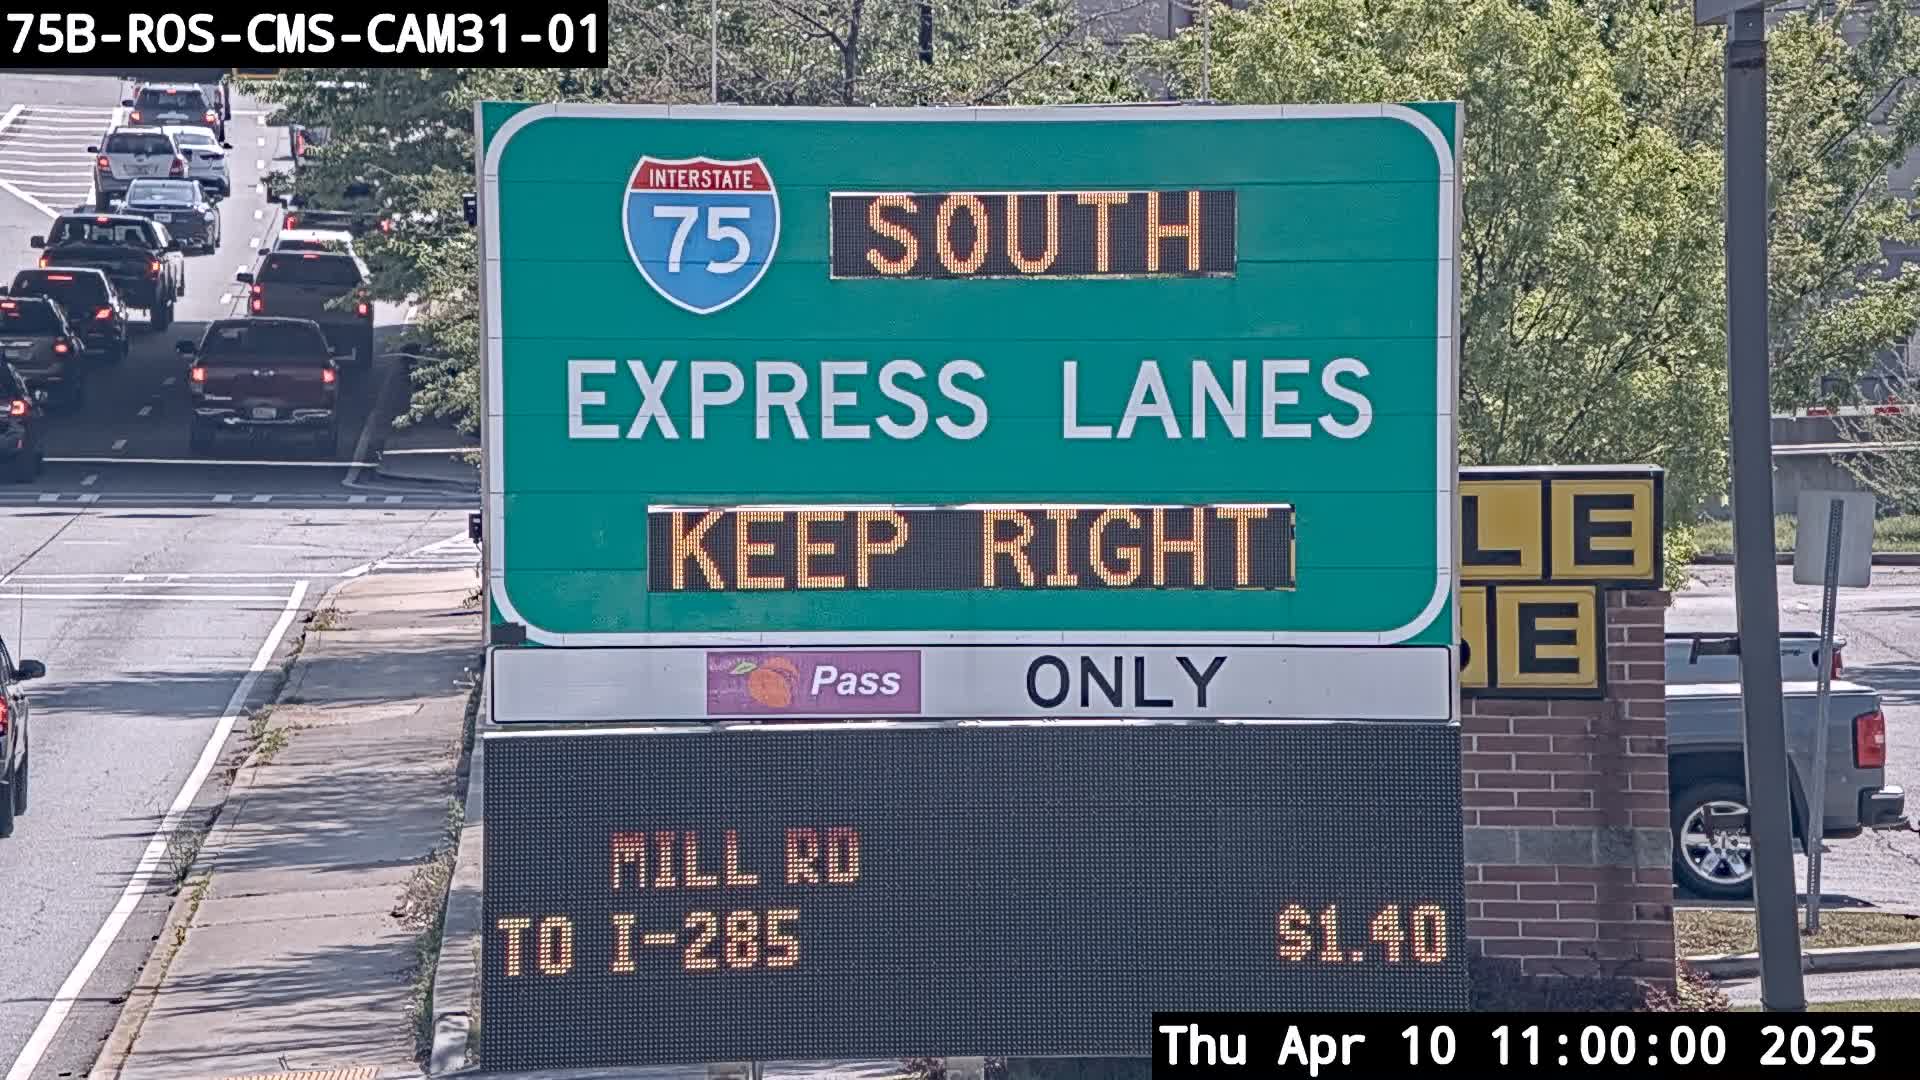 75B-ROS-CMS-CAM31-01
INTERSTATE
75
SOUTH
EXPRESS LANES
KEEP RIGHT
Pass ONLY
LE
E
MILL RD
TO I-285 $1.40
Thu Apr 10 11:00:00 2025